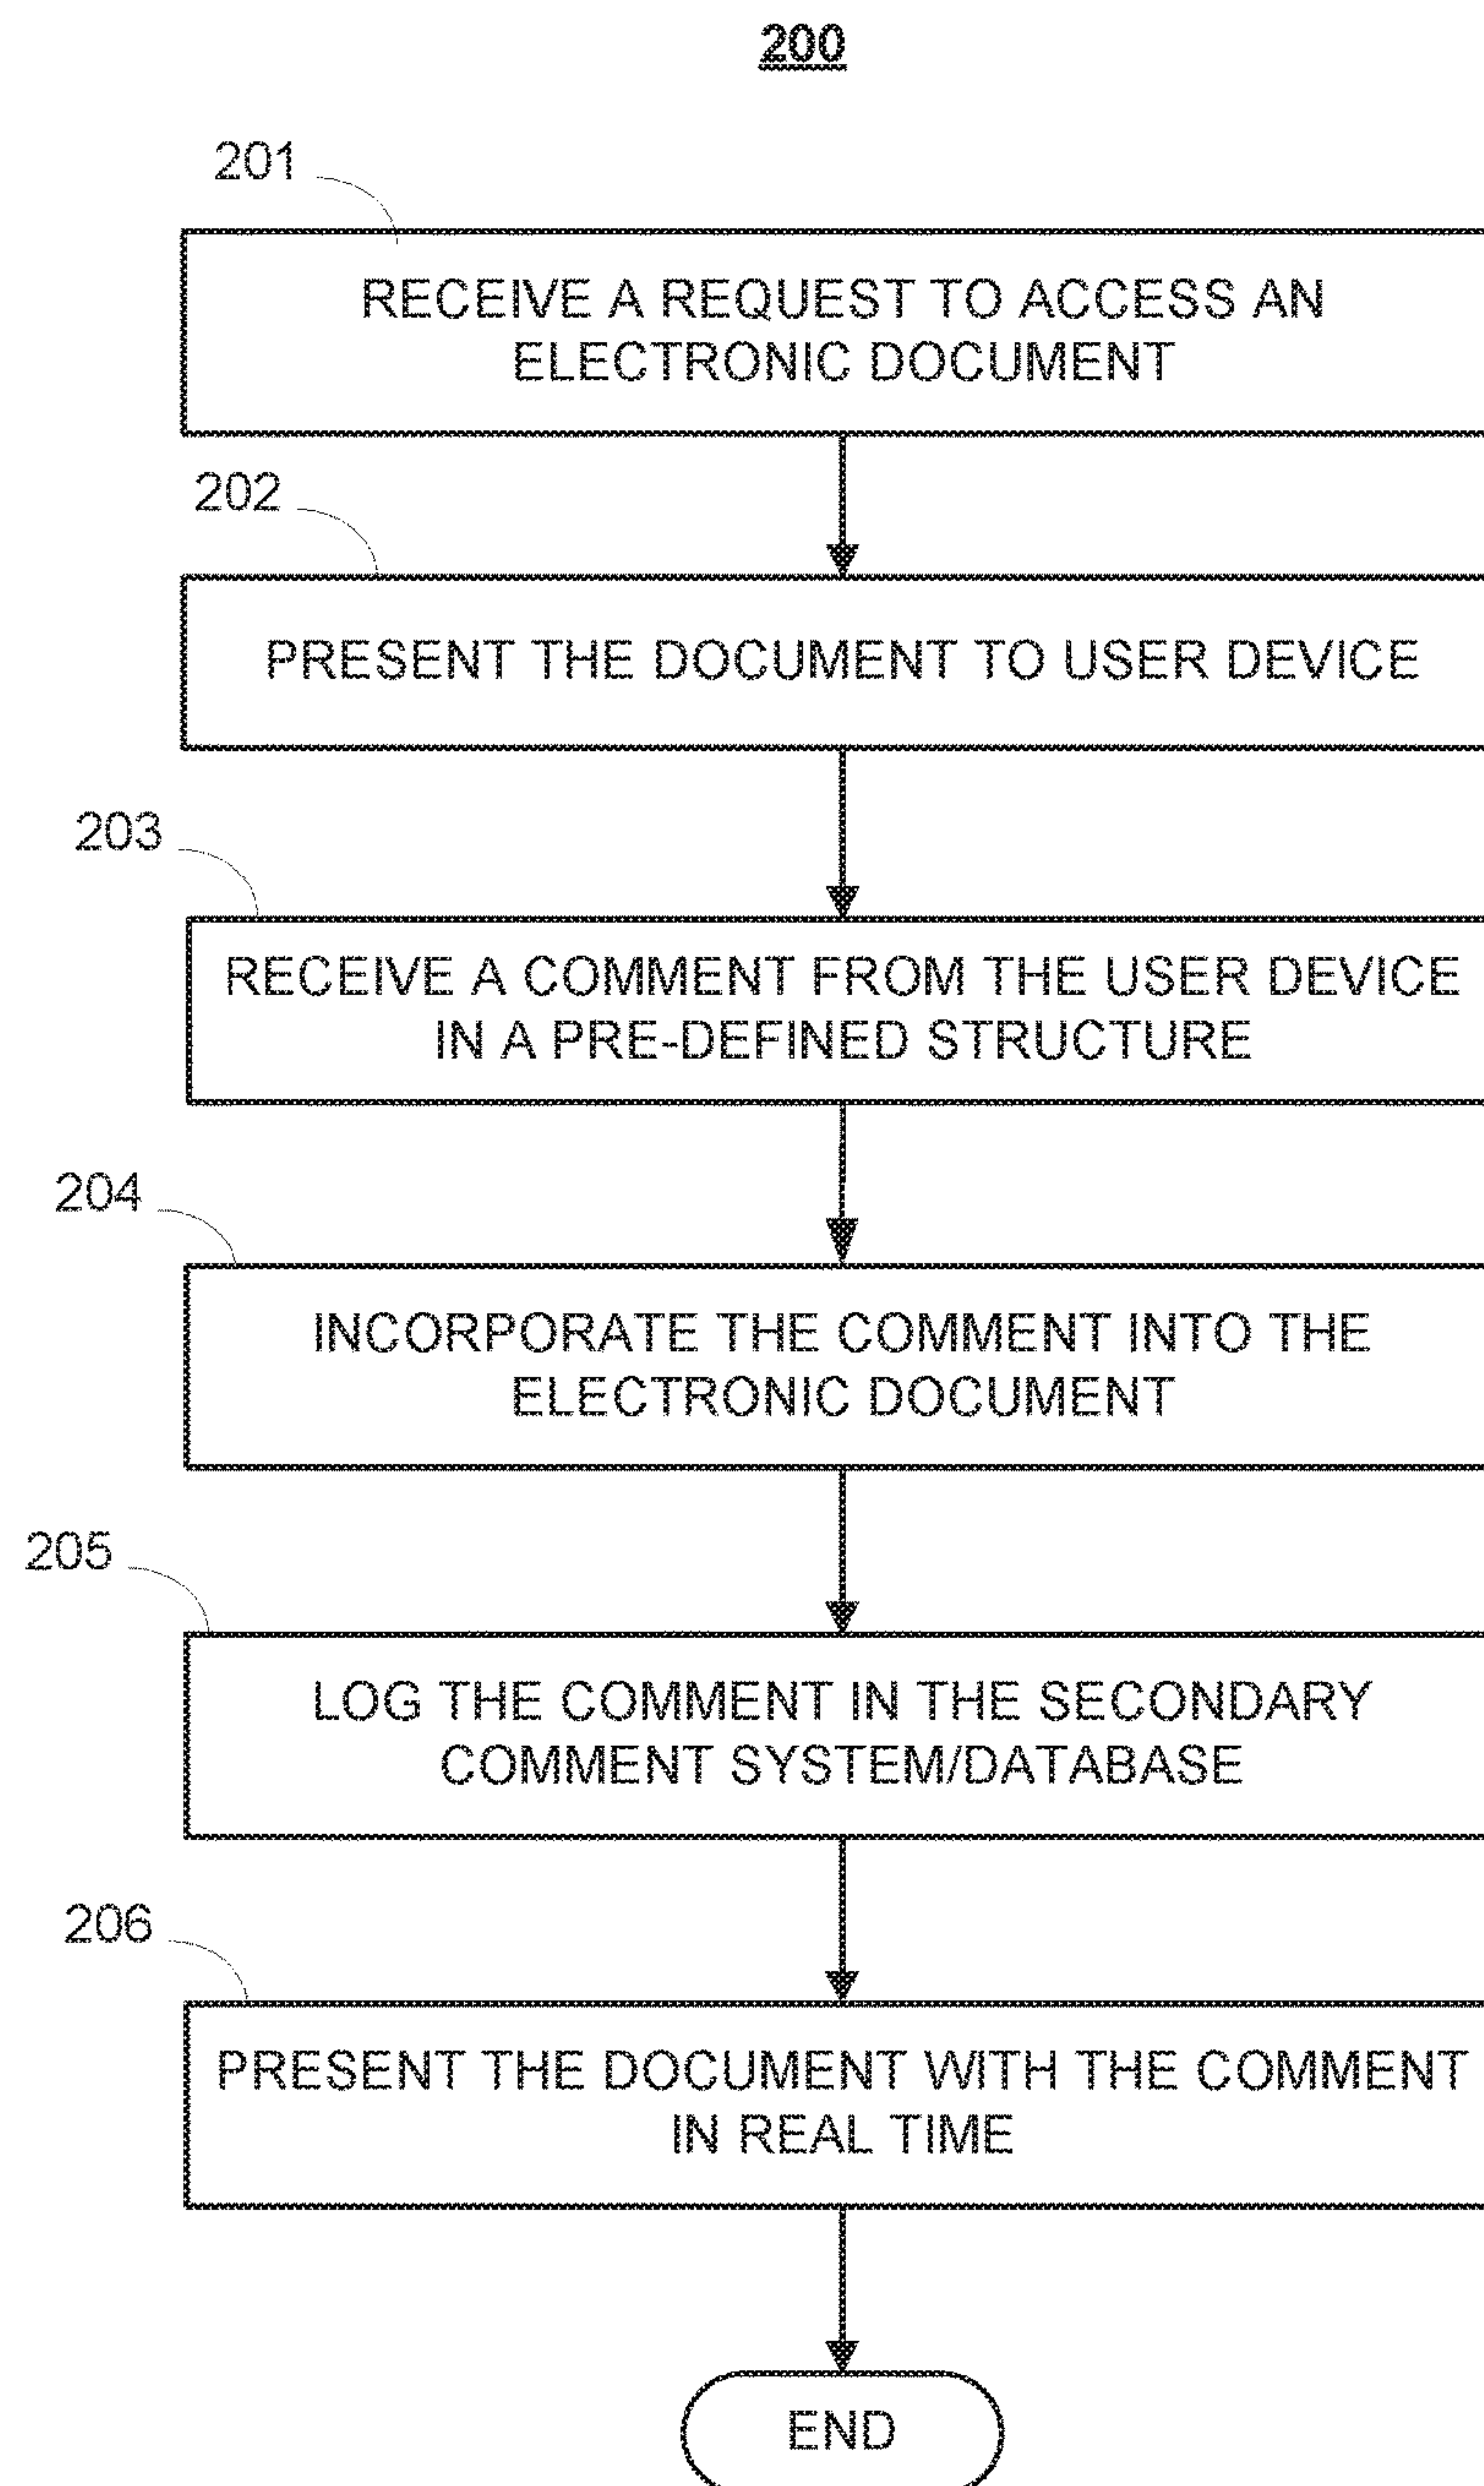 200
201
RECEIVE A REQUEST TO ACCESS AN
ELECTRONIC DOCUMENT
202
PRESENT THE DOCUMENT TO USER DEVICE
203
RECEIVE A COMMENT FROM THE USER DEVICE
IN A PRE-DEFINED STRUCTURE
204
INCORPORATE THE COMMENT INTO THE
ELECTRONIC DOCUMENT
205
LOG THE COMMENT IN THE SECONDARY
COMMENT SYSTEM/DATABASE
206
PRESENT THE DOCUMENT WITH THE COMMENT
IN REAL TIME
END